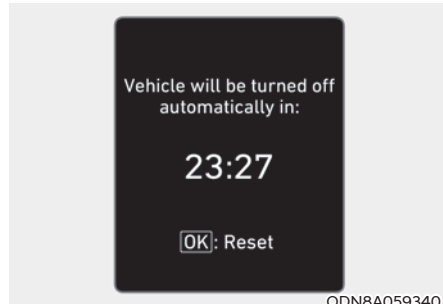 Vehicle will be turned off
automatically in:
23:27
OK: Reset
ODN8A059340